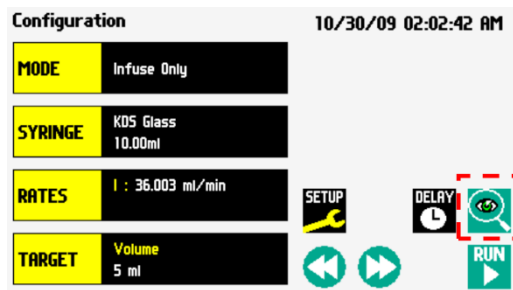 Configuration 10/30/09 02:02:42 AM
MODE Infuse Only
SYRINGE KDS Glass
10.00ml
RATES I : 36.003 ml/min
SETUP DELAY
TARGET Volume
5 ml
RUN